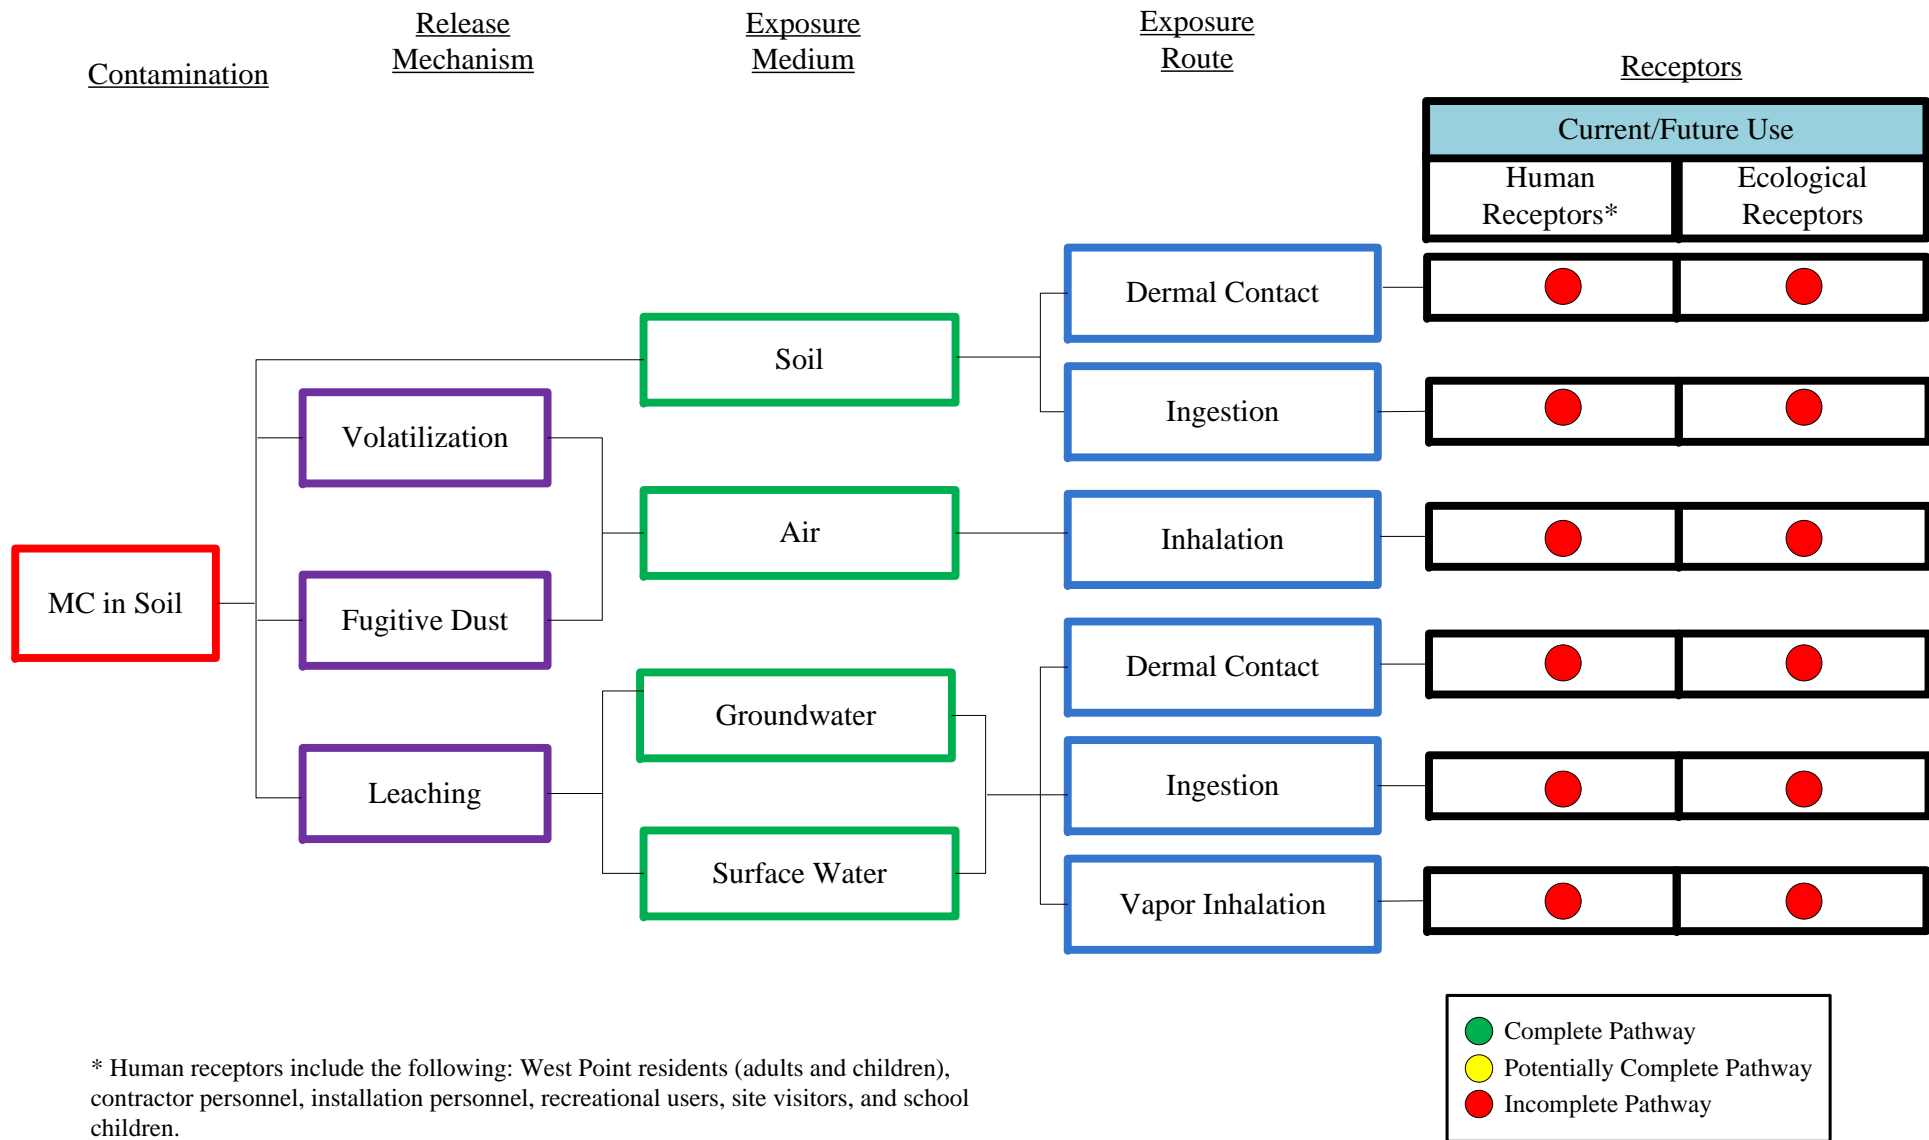 Contamination
Release
Mechanism
Exposure
Medium
Exposure
Route
Receptors
Current/Future Use
Human
Receptors*
Ecological
Receptors
MC in Soil
Volatilization
Fugitive Dust
Leaching
Soil
Air
Groundwater
Surface Water
Dermal Contact
Ingestion
Inhalation
Dermal Contact
Ingestion
Vapor Inhalation
Complete Pathway
Potentially Complete Pathway
Incomplete Pathway
* Human receptors include the following: West Point residents (adults and children),
contractor personnel, installation personnel, recreational users, site visitors, and school
children.